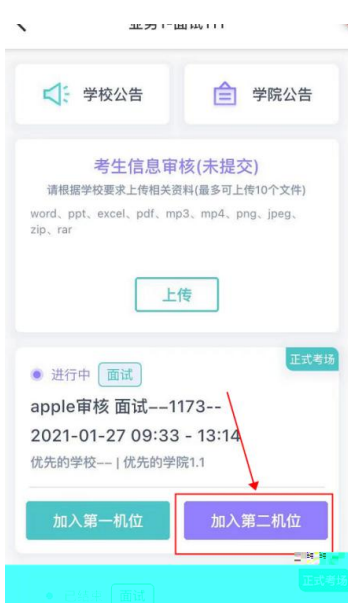 学校公告
学院公告
考生信息审核(未提交)
请根据学校要求上传相关资料(最多可上传10个文件)
word、ppt、excel、pdf、mp3、mp4、png、jpeg、
zip、rar
上传
正式考场
进行中 面试
apple审核 面试--1173--
2021-01-27 09:33 - 13:14
优先的学校-- | 优先的学院1.1
加入第一机位
加入第二机位
正式考场
面试